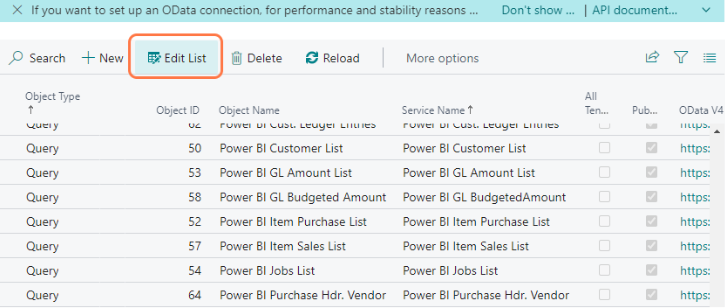 If you want to set up an OData connection, for performance and stability reasons ... Don't show ... | API document...
Search + New Edit List Delete Reload More options
Object Type ↑ Object ID Object Name Service Name ↑ All Ten... Pub... OData V4
Query 62 Power BI Cust. Ledger Entries Power BI Cust. Ledger Entries
Query 50 Power BI Customer List Power BI Customer List https:
Query 53 Power BI GL Amount List Power BI GL Amount List https:
Query 58 Power BI GL Budgeted Amount Power BI GL BudgetedAmount https:
Query 52 Power BI Item Purchase List Power BI Item Purchase List https:
Query 57 Power BI Item Sales List Power BI Item Sales List https:
Query 54 Power BI Jobs List Power BI Jobs List https:
Query 64 Power BI Purchase Hdr. Vendor Power BI Purchase Hdr. Vendor https: